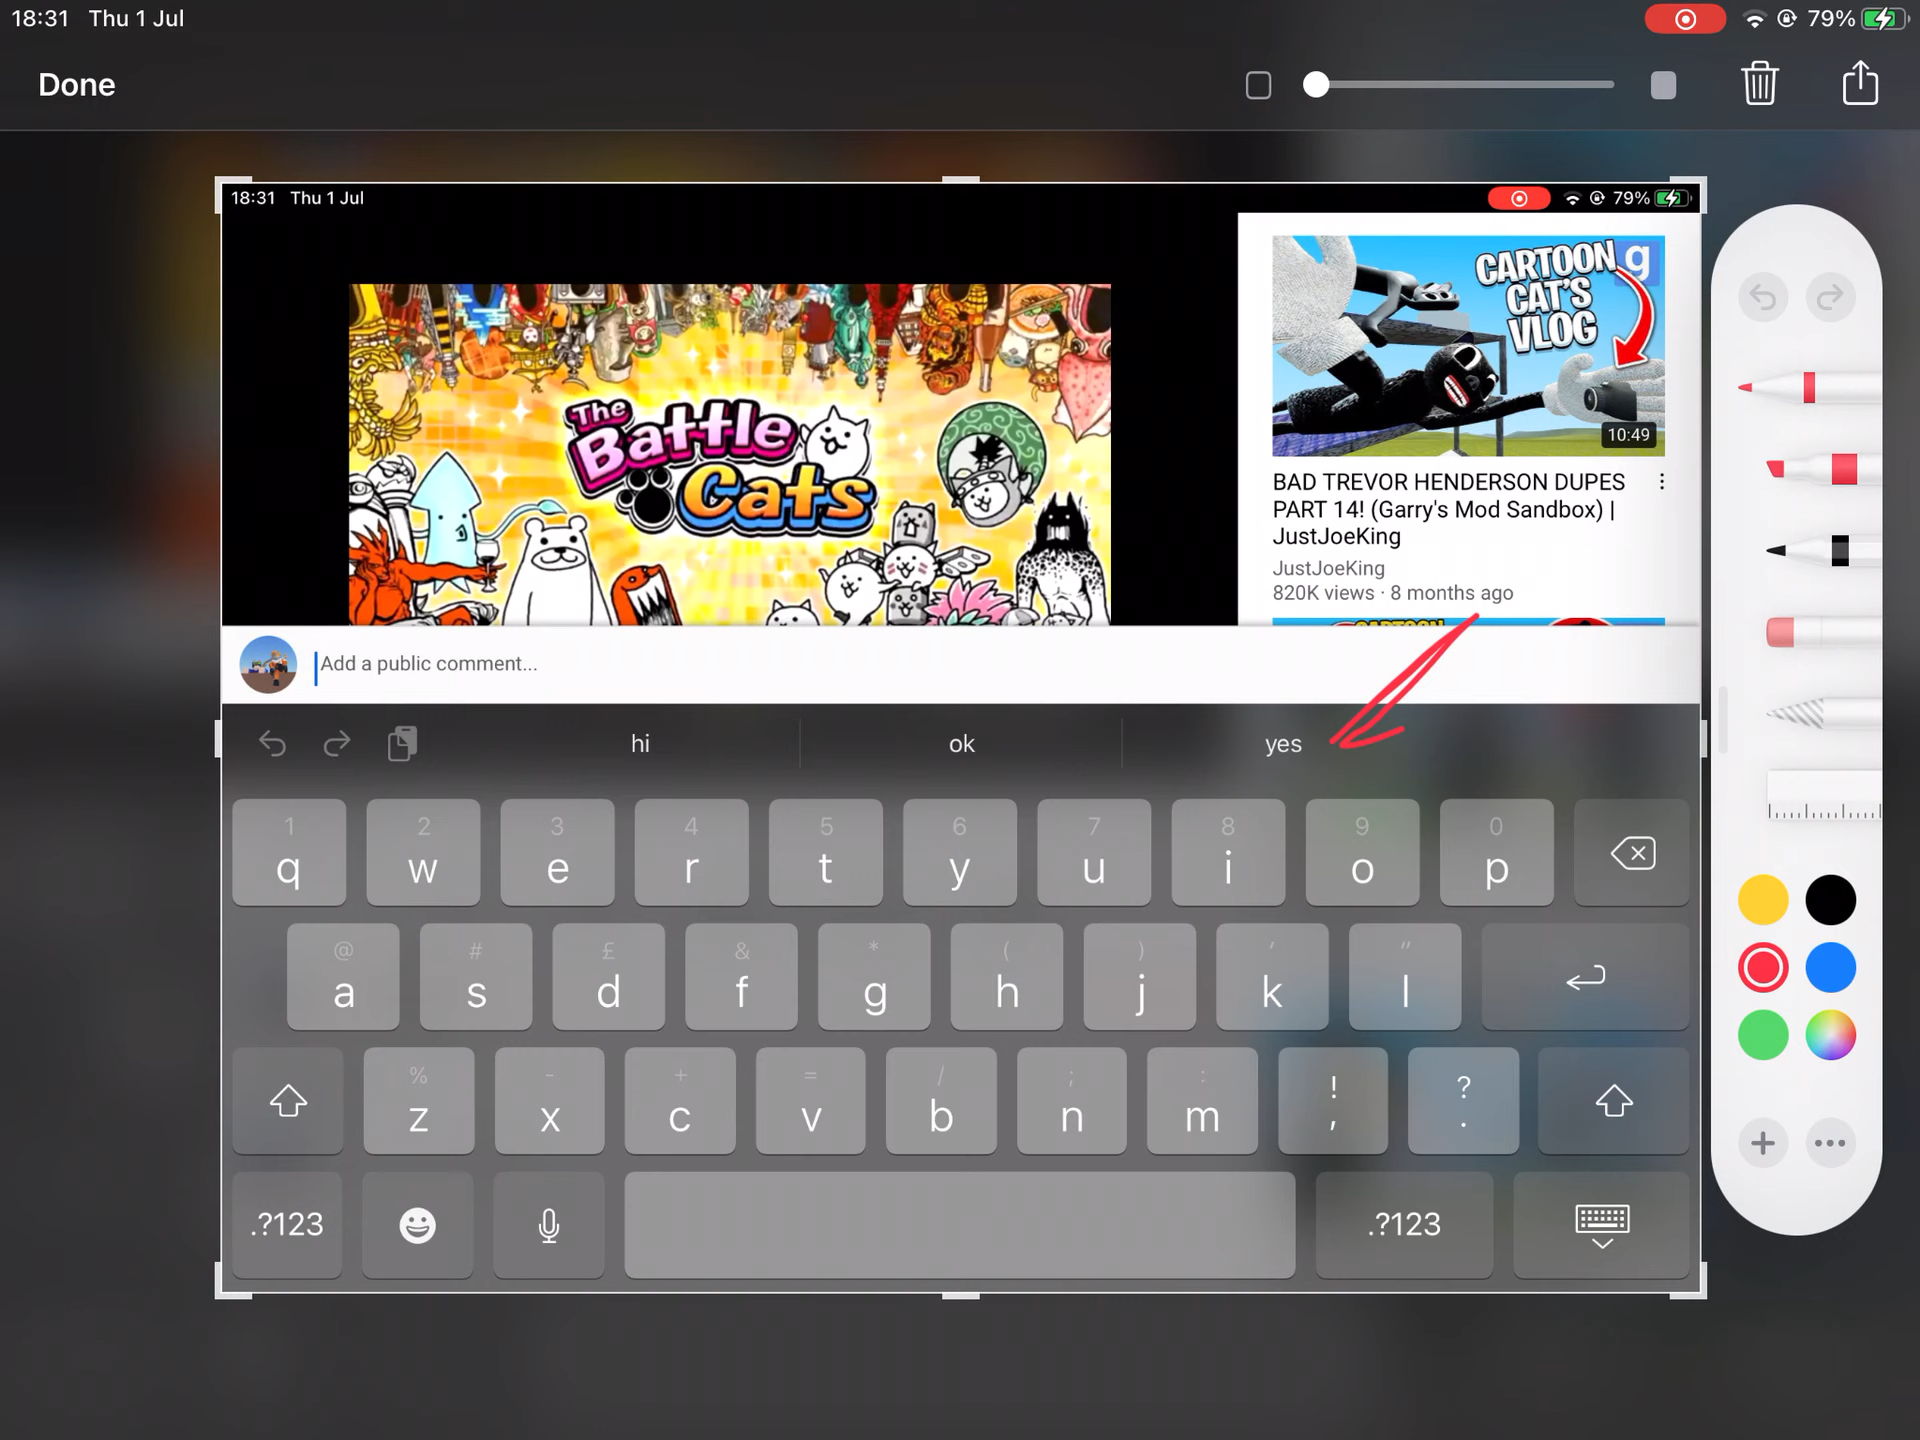 18:31 Thu 1 Jul
79%
Done
18:31 Thu 1 Jul
79%
CARTOON
CAT'S
VLOG
g
10:49
The
Battle
Cats
BAD TREVOR HENDERSON DUPES
PART 14! (Garry's Mod Sandbox) |
JustJoeKing
JustJoeKing
820K views · 8 months ago
CARTOON
Add a public comment...
hi ok yes
1 2 3 4 5 6 7 8 9 0
q w e r t y u i o p
@ # £ & * ( ) ' "
a s d f g h j k l
% - + = / ; : ! ?
z x c v b n m , .
.?123 .?123